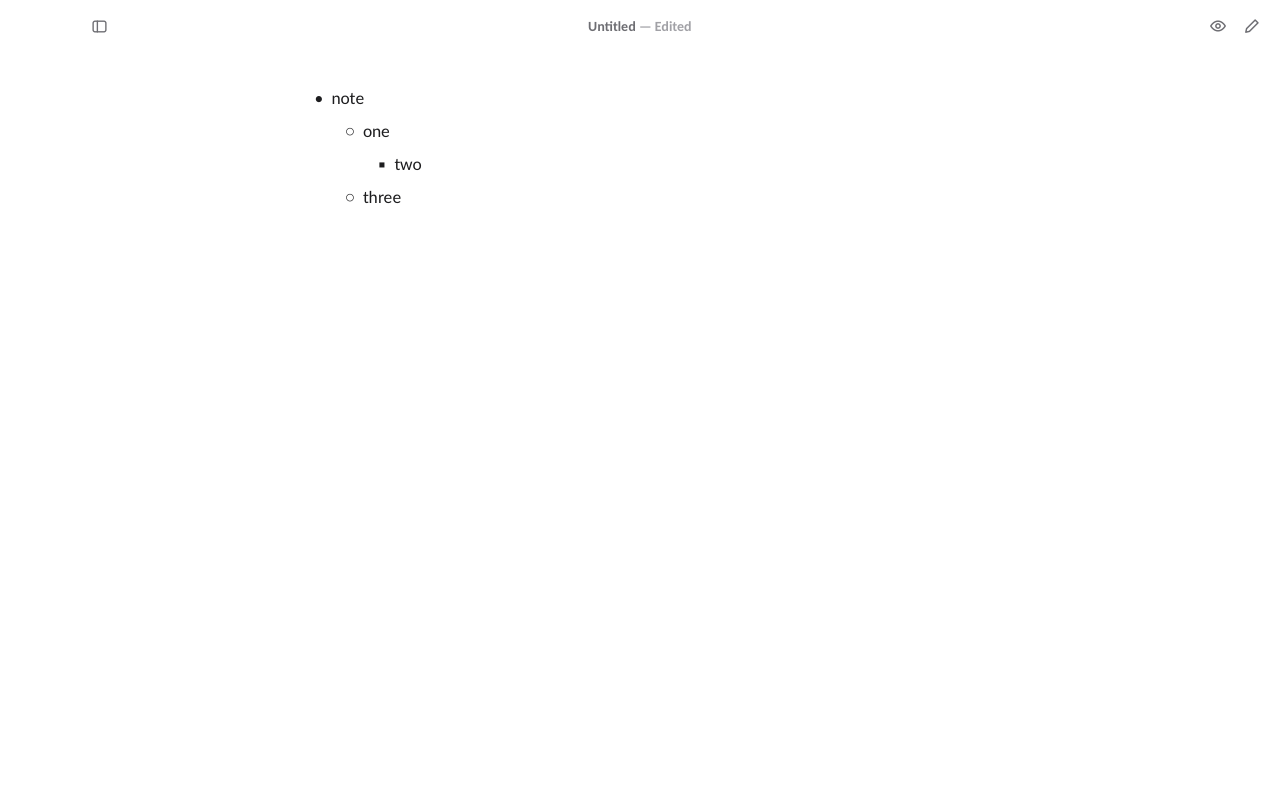 Untitled — Edited
• note
○ one
▪ two
○ three